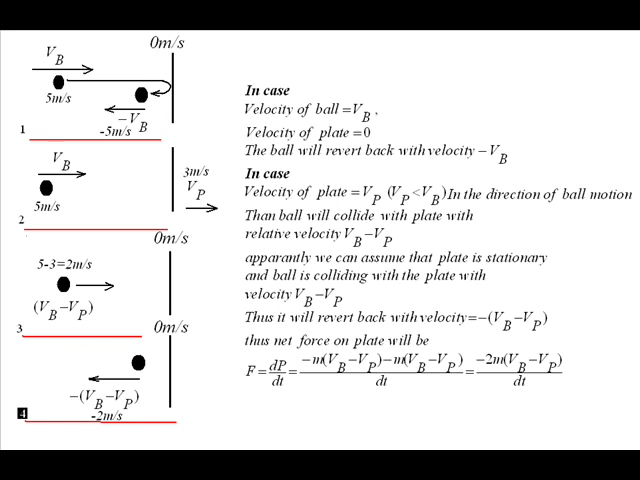 0m/s
V_B
5m/s
−V_B
-5m/s
1
V_B
5m/s
3m/s
V_P
2
0m/s
5-3=2m/s
(V_B−V_P)
3
0m/s
−(V_B−V_P)
-2m/s
4
In case
Velocity of ball =V_B ,
Velocity of plate =0
The ball will revert back with velocity −V_B
In case
Velocity of plate =V_P (V_P <V_B) In the direction of ball motion
Than ball will collide with plate with
relative velocity V_B−V_P
apparantly we can assume that plate is stationary
and ball is colliding with the plate with
velocity V_B−V_P
Thus it will revert back with velocity=−(V_B−V_P)
thus net force on plate will be
F = dP/dt = −m(V_B−V_P)−m(V_B−V_P)/dt = −2m(V_B−V_P)/dt